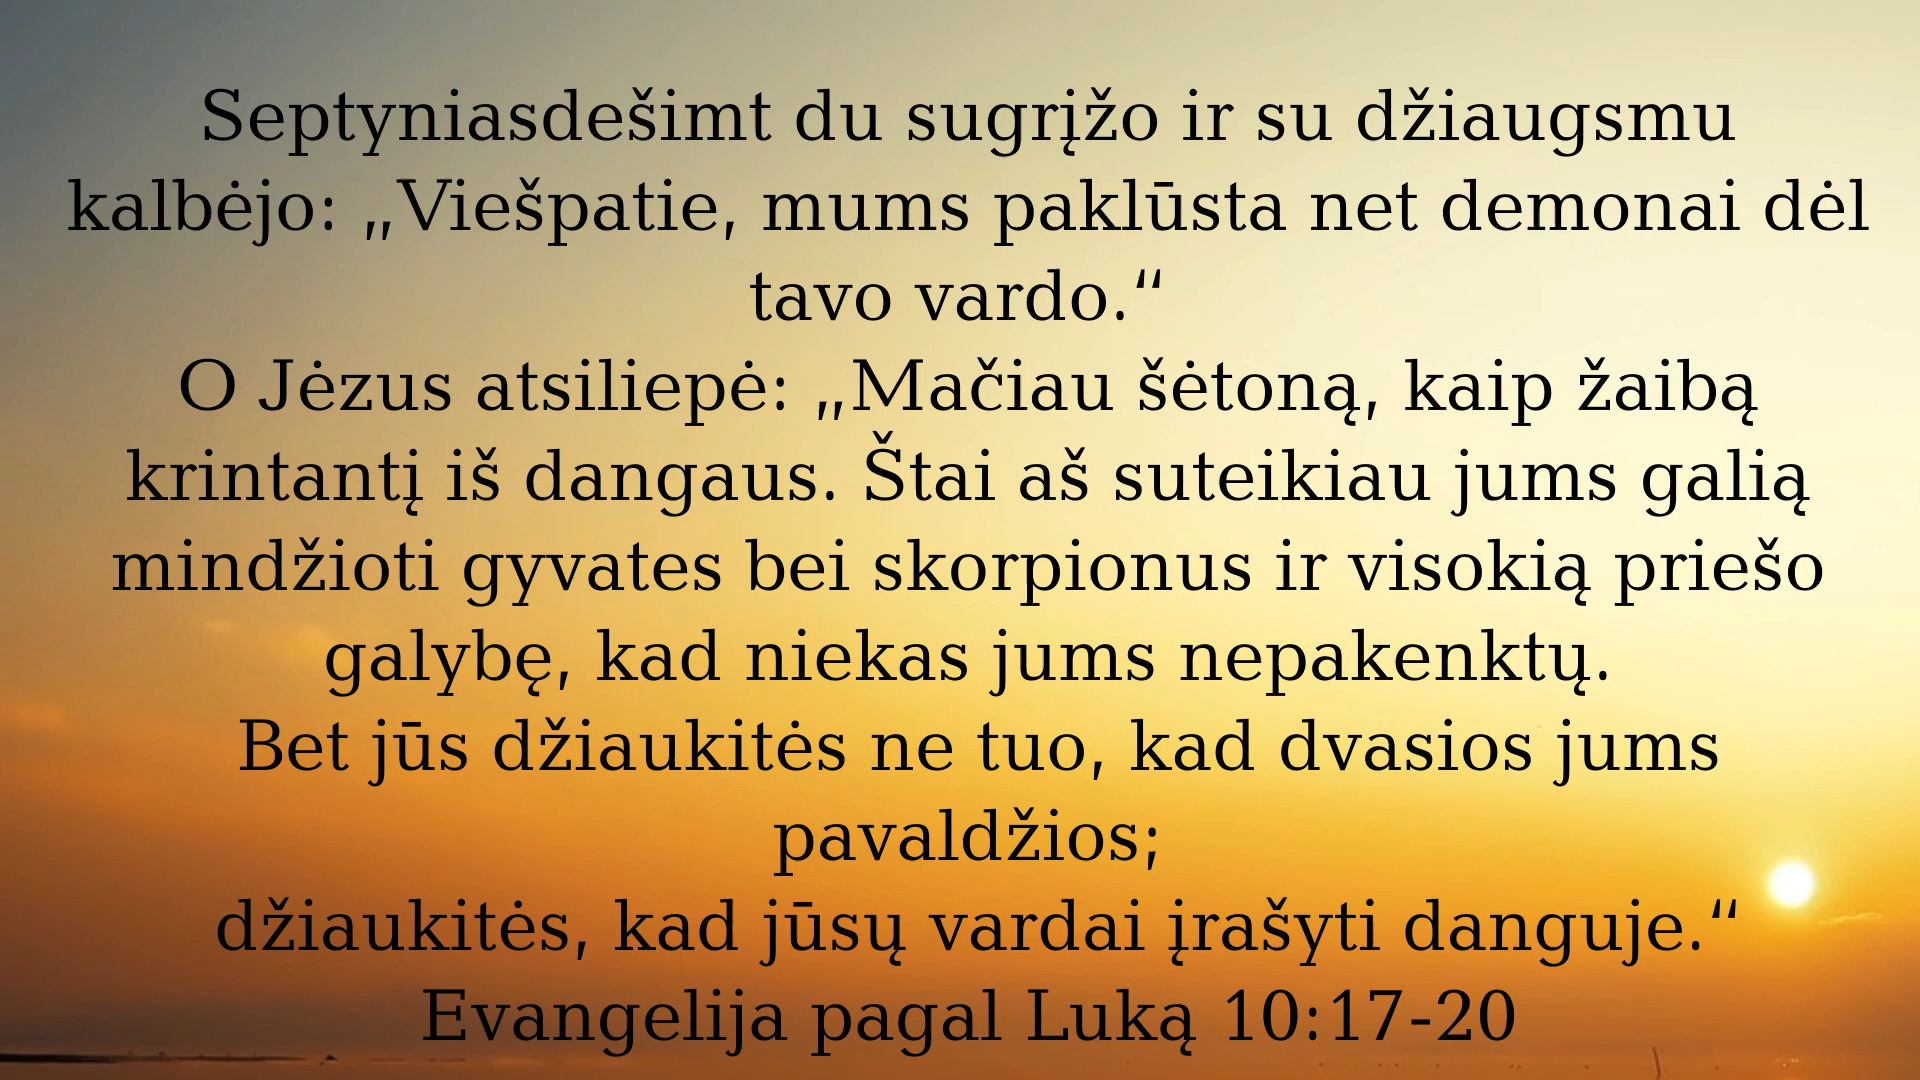 Septyniasdešimt du sugrįžo ir su džiaugsmu
kalbėjo: „Viešpatie, mums paklūsta net demonai dėl
tavo vardo.“
O Jėzus atsiliepė: „Mačiau šėtoną, kaip žaibą
krintantį iš dangaus. Štai aš suteikiau jums galią
mindžioti gyvates bei skorpionus ir visokią priešo
galybę, kad niekas jums nepakenktų.
Bet jūs džiaukitės ne tuo, kad dvasios jums
pavaldžios;
džiaukitės, kad jūsų vardai įrašyti danguje.“
Evangelija pagal Luką 10:17-20